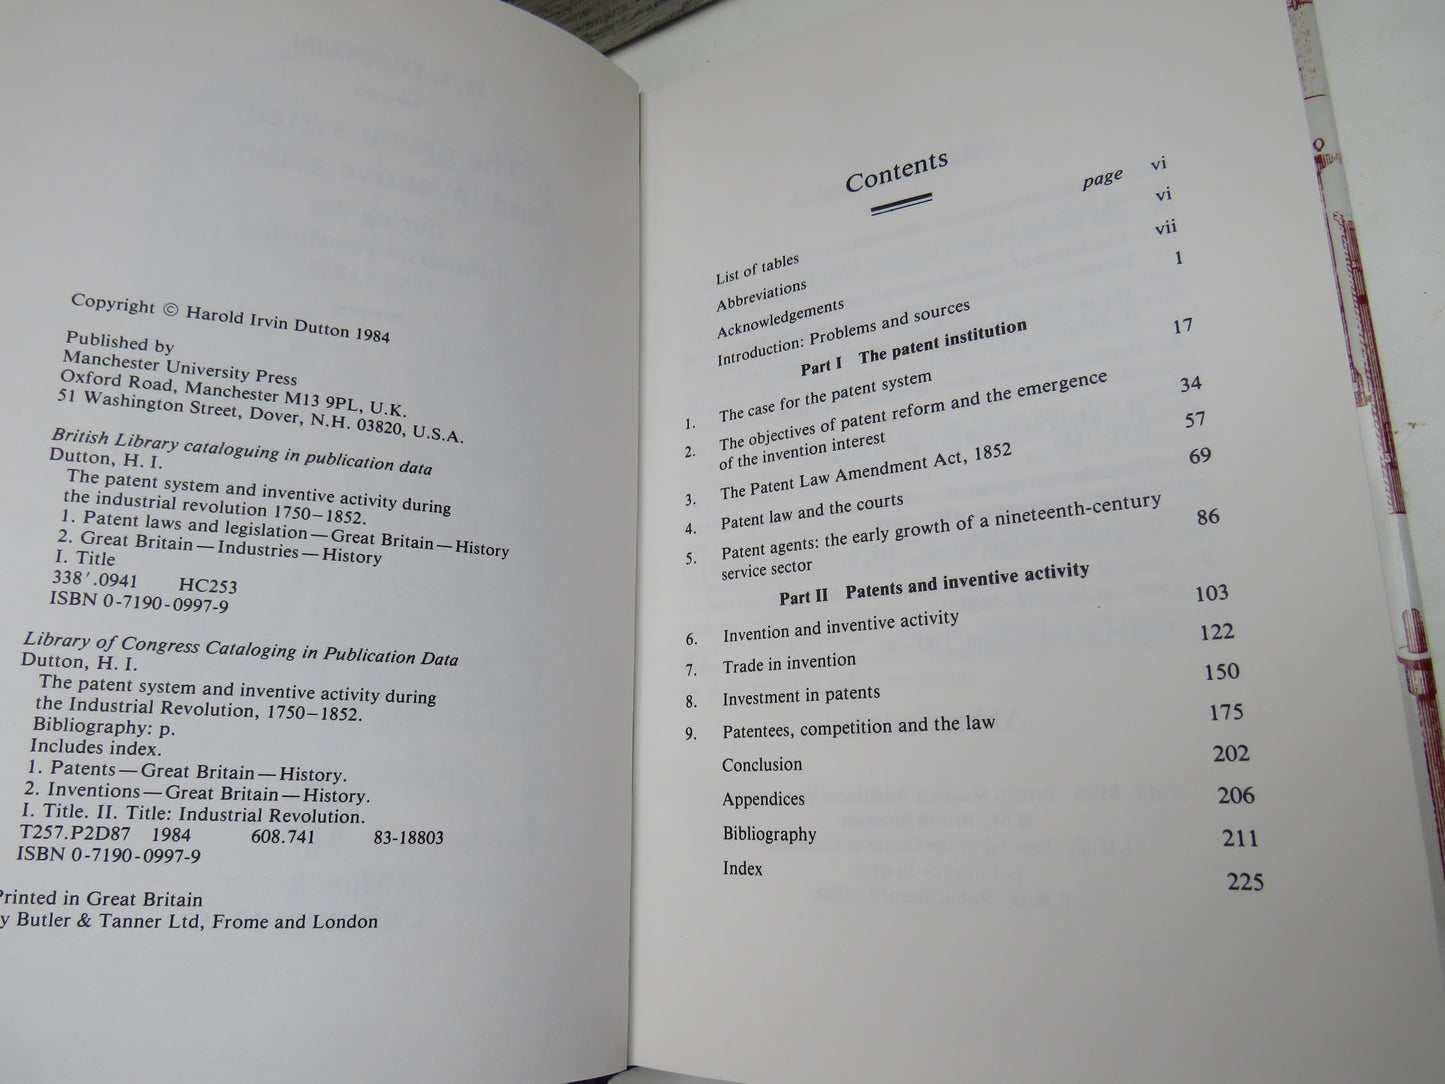 Copyright © Harold Irvin Dutton 1984
Published by
Manchester University Press
Oxford Road, Manchester M13 9PL, U.K.
51 Washington Street, Dover, N.H. 03820, U.S.A.
British Library cataloguing in publication data
Dutton, H. I.
The patent system and inventive activity during
the industrial revolution 1750–1852.
1. Patent laws and legislation—Great Britain—History
2. Great Britain—Industries—History
I. Title
338′.0941 HC253
ISBN 0-7190-0997-9
Library of Congress Cataloging in Publication Data
Dutton, H. I.
The patent system and inventive activity during
the Industrial Revolution, 1750–1852.
Bibliography: p.
Includes index.
1. Patents—Great Britain—History.
2. Inventions—Great Britain—History.
I. Title. II. Title: Industrial Revolution.
T257.P2D87 1984 608.741 83-18803
ISBN 0-7190-0997-9
Printed in Great Britain
y Butler & Tanner Ltd, Frome and London
Contents
List of tables page vi
Abbreviations vi
Acknowledgements vii
Introduction: Problems and sources 1
Part I The patent institution
1. The case for the patent system 17
2. The objectives of patent reform and the emergence
of the invention interest 34
3. The Patent Law Amendment Act, 1852 57
4. Patent law and the courts 69
5. Patent agents: the early growth of a nineteenth-century
service sector 86
Part II Patents and inventive activity
6. Invention and inventive activity 103
7. Trade in invention 122
8. Investment in patents 150
9. Patentees, competition and the law 175
Conclusion 202
Appendices 206
Bibliography 211
Index 225